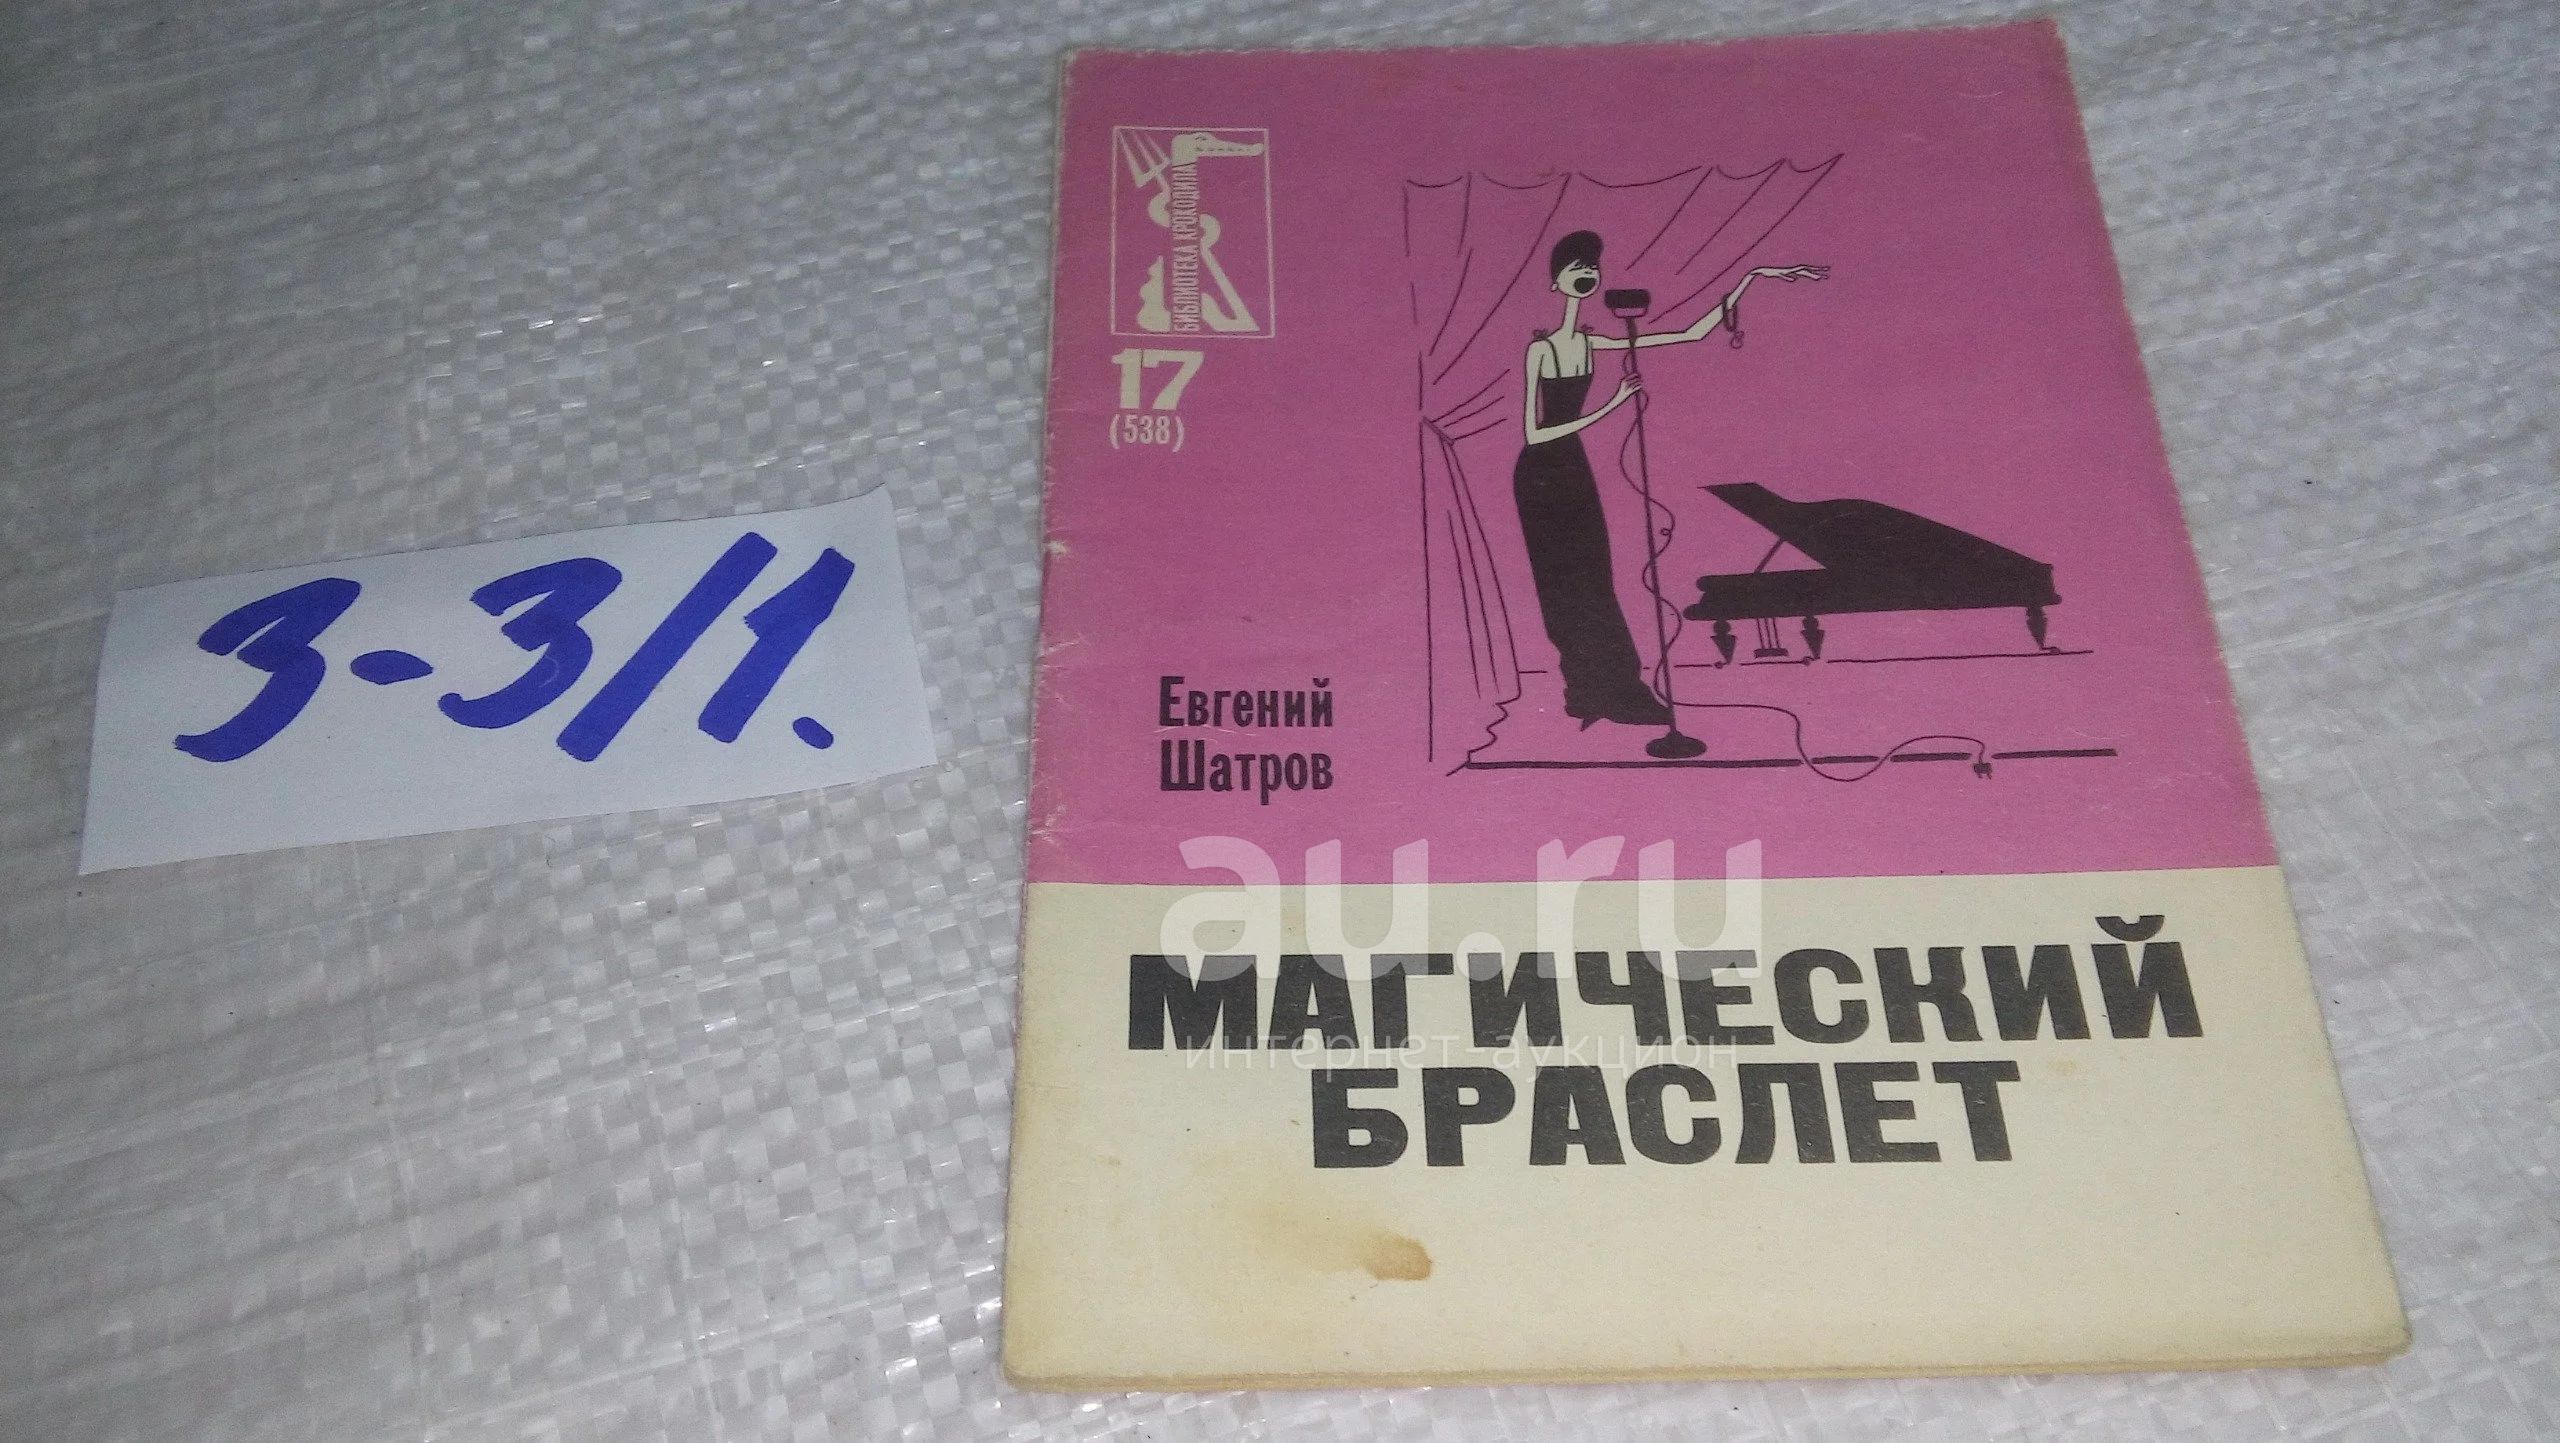 3-3/1.
БИБЛИОТЕКА КРОКОДИЛА
17
(538)
Евгений
Шатров
au.ru
МАГИЧЕСКИЙ
интернет-аукцион
БРАСЛЕТ